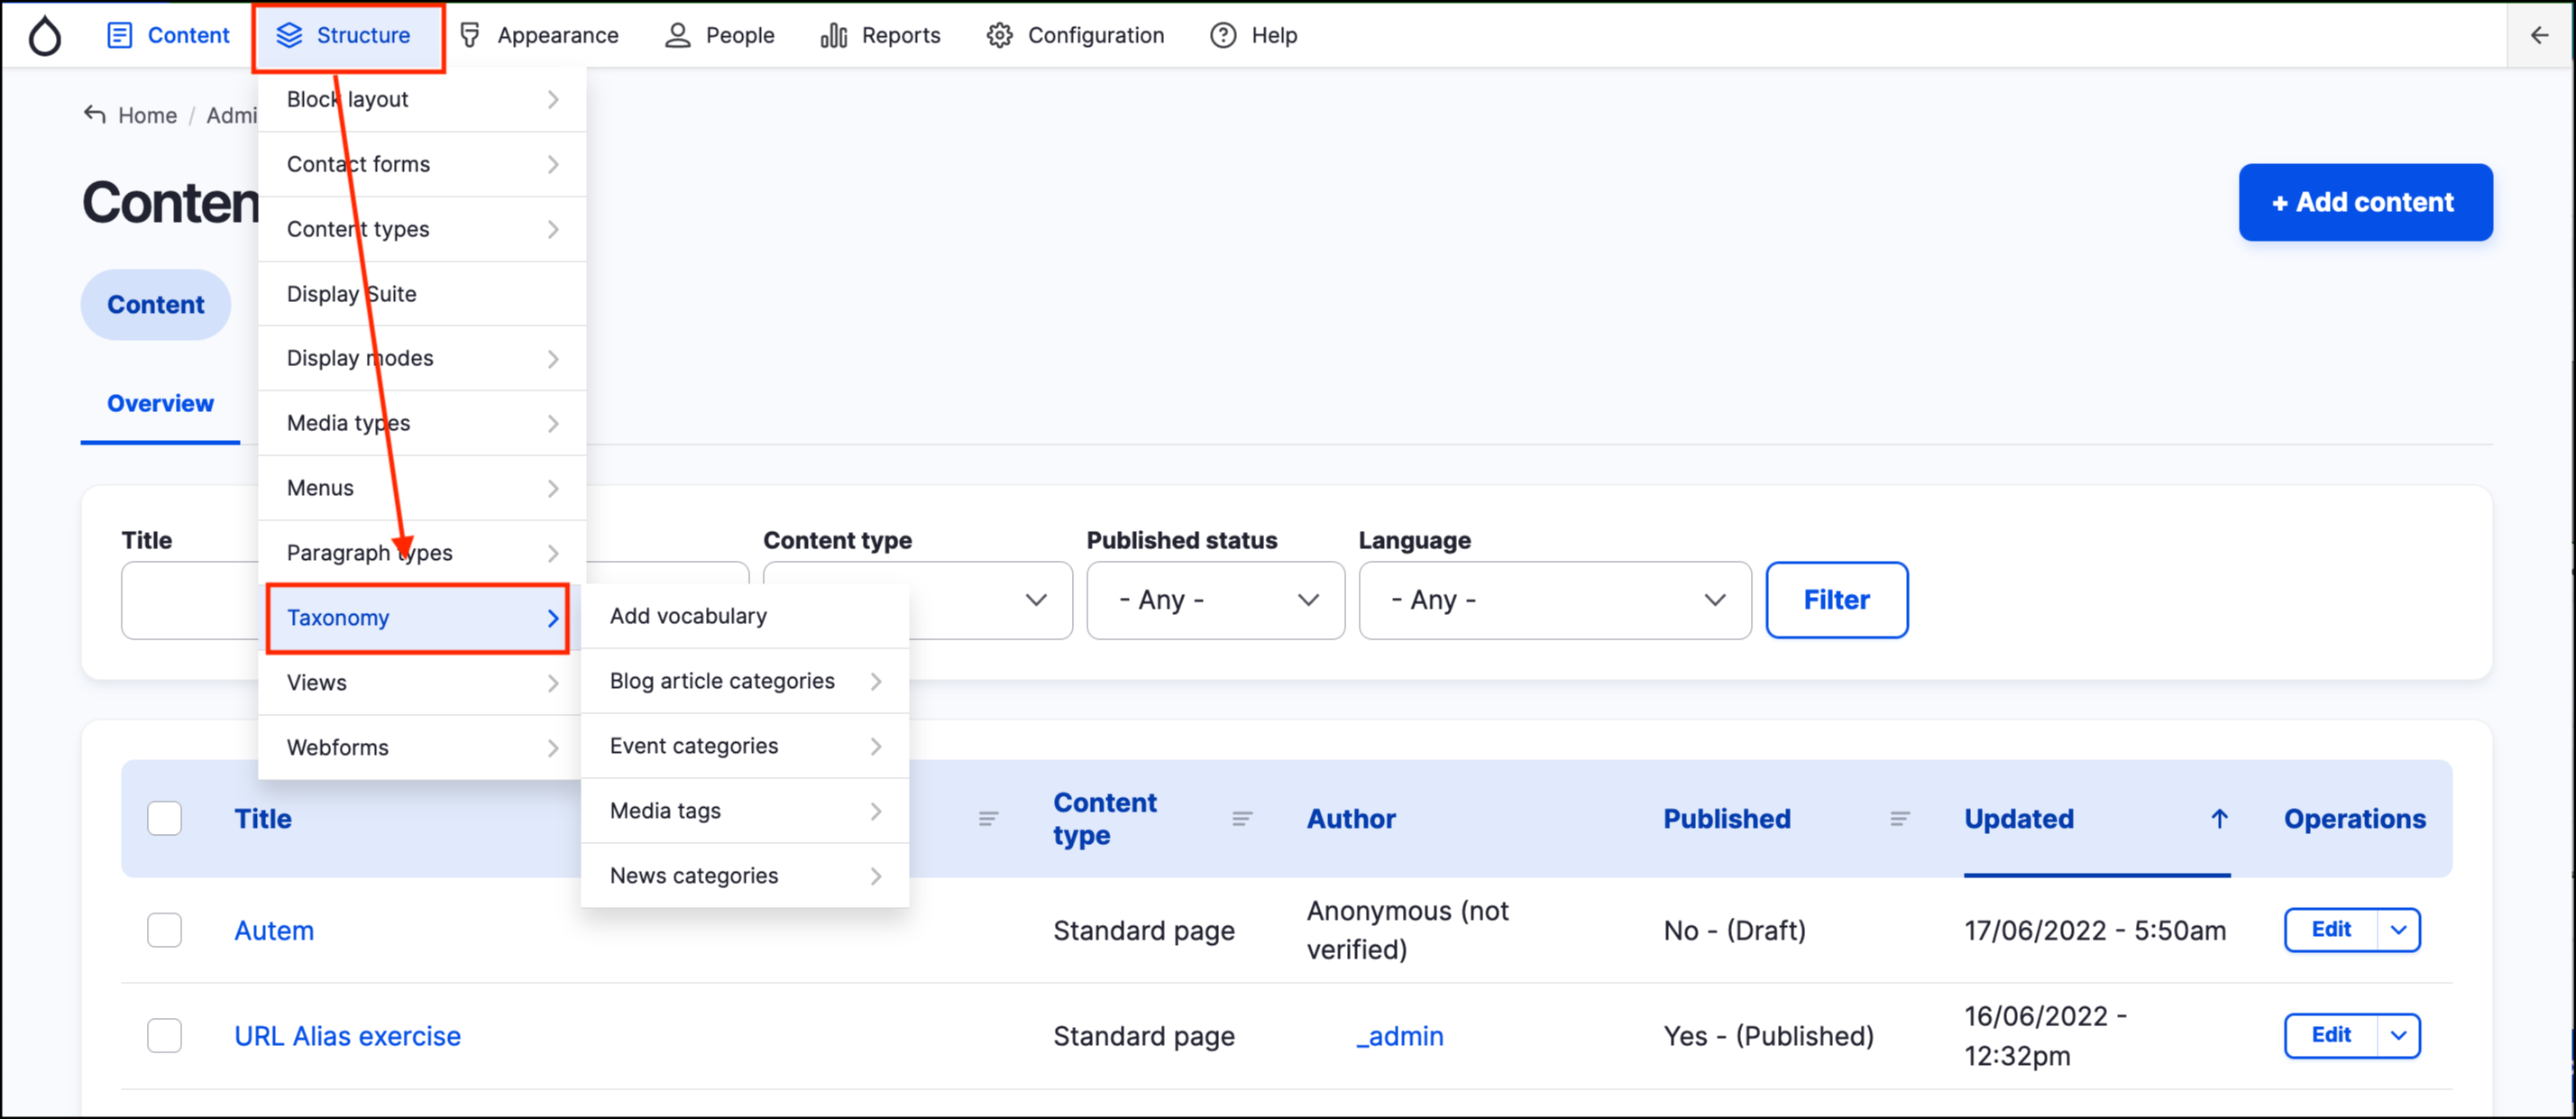 Content Structure Appearance People Reports Configuration Help
Home / Admi
Conten
+ Add content
Content
Overview
Block layout
Contact forms
Content types
Display Suite
Display modes
Media types
Menus
Paragraph types
Taxonomy
Views
Webforms
Add vocabulary
Blog article categories
Event categories
Media tags
News categories
Title Content type Published status Language
- Any - - Any - Filter
Title Content type Author Published Updated Operations
Autem Standard page Anonymous (not verified) No - (Draft) 17/06/2022 - 5:50am Edit
URL Alias exercise Standard page _admin Yes - (Published) 16/06/2022 - 12:32pm Edit